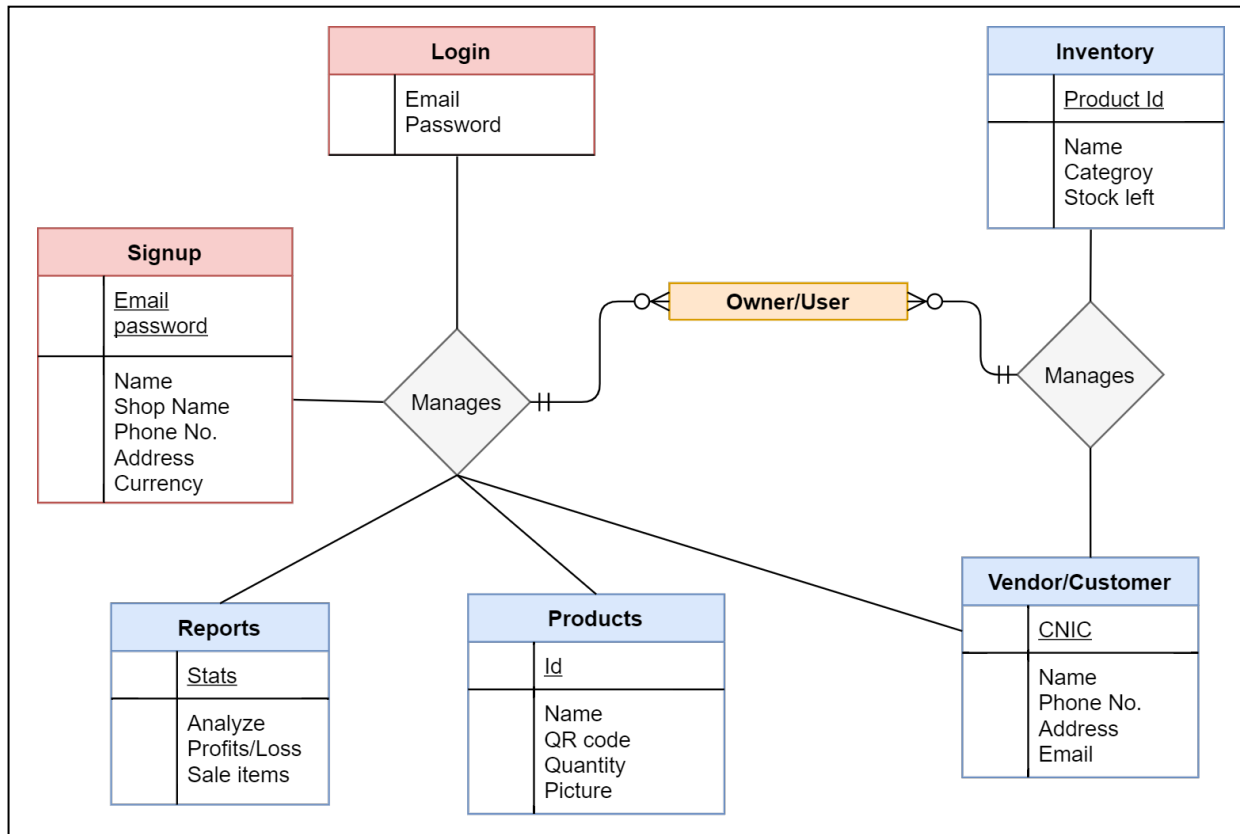 Login
Email
Password
Inventory
Product Id
Name
Categroy
Stock left
Signup
Email
password
Name
Shop Name
Phone No.
Address
Currency
Owner/User
Manages
Manages
Reports
Stats
Analyze
Profits/Loss
Sale items
Products
Id
Name
QR code
Quantity
Picture
Vendor/Customer
CNIC
Name
Phone No.
Address
Email